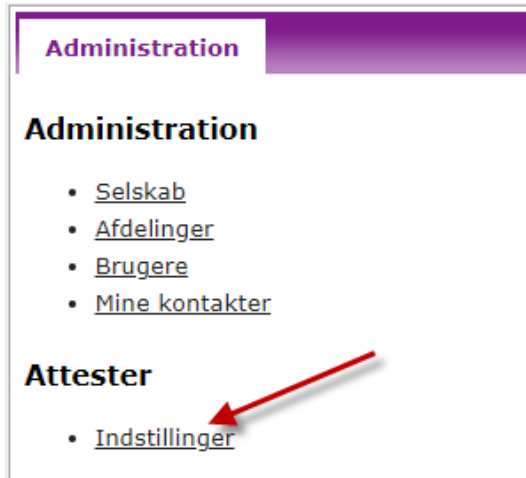 Administration
Administration
Selskab
Afdelinger
Brugere
Mine kontakter
Attester
Indstillinger